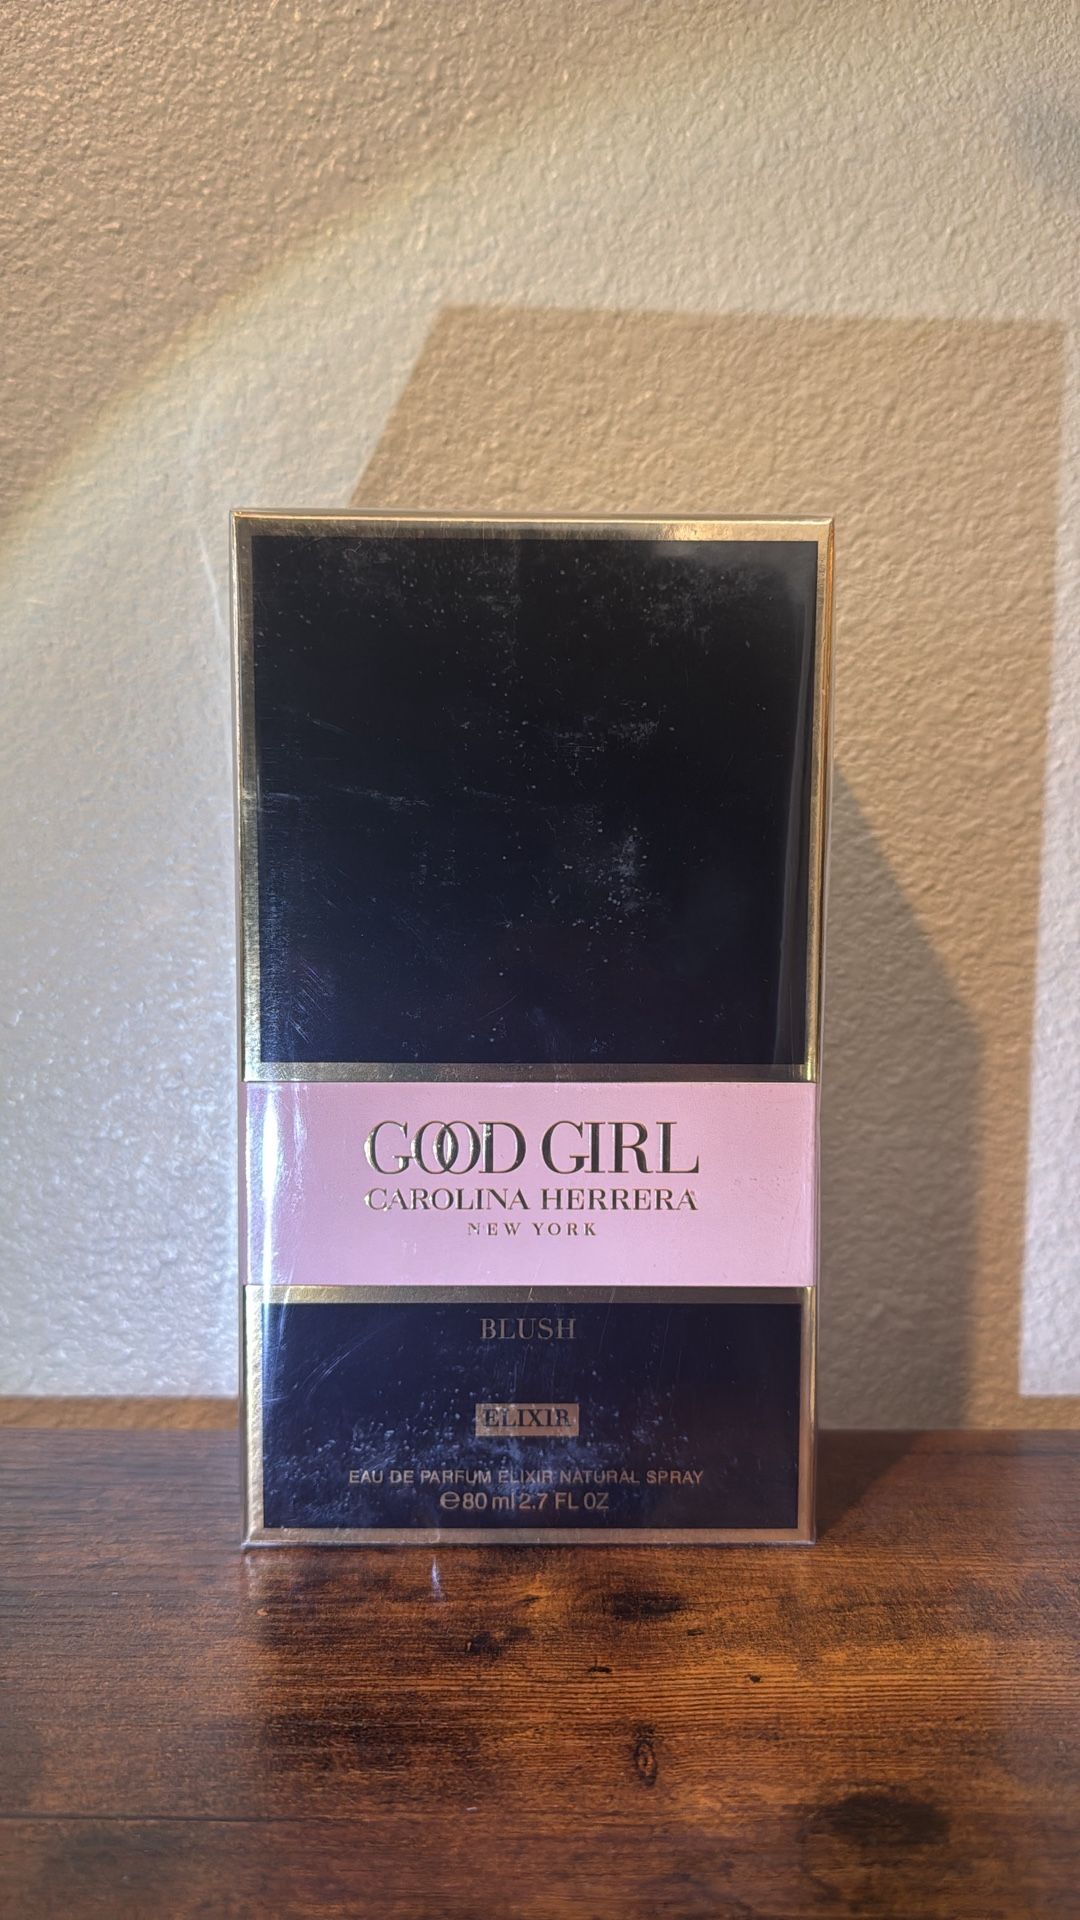 GOOD GIRL
CAROLINA HERRERA
NEW YORK
BLUSH
ELIXIR
EAU DE PARFUM ELIXIR NATURAL SPRAY
℮80 ml 2.7 FL OZ